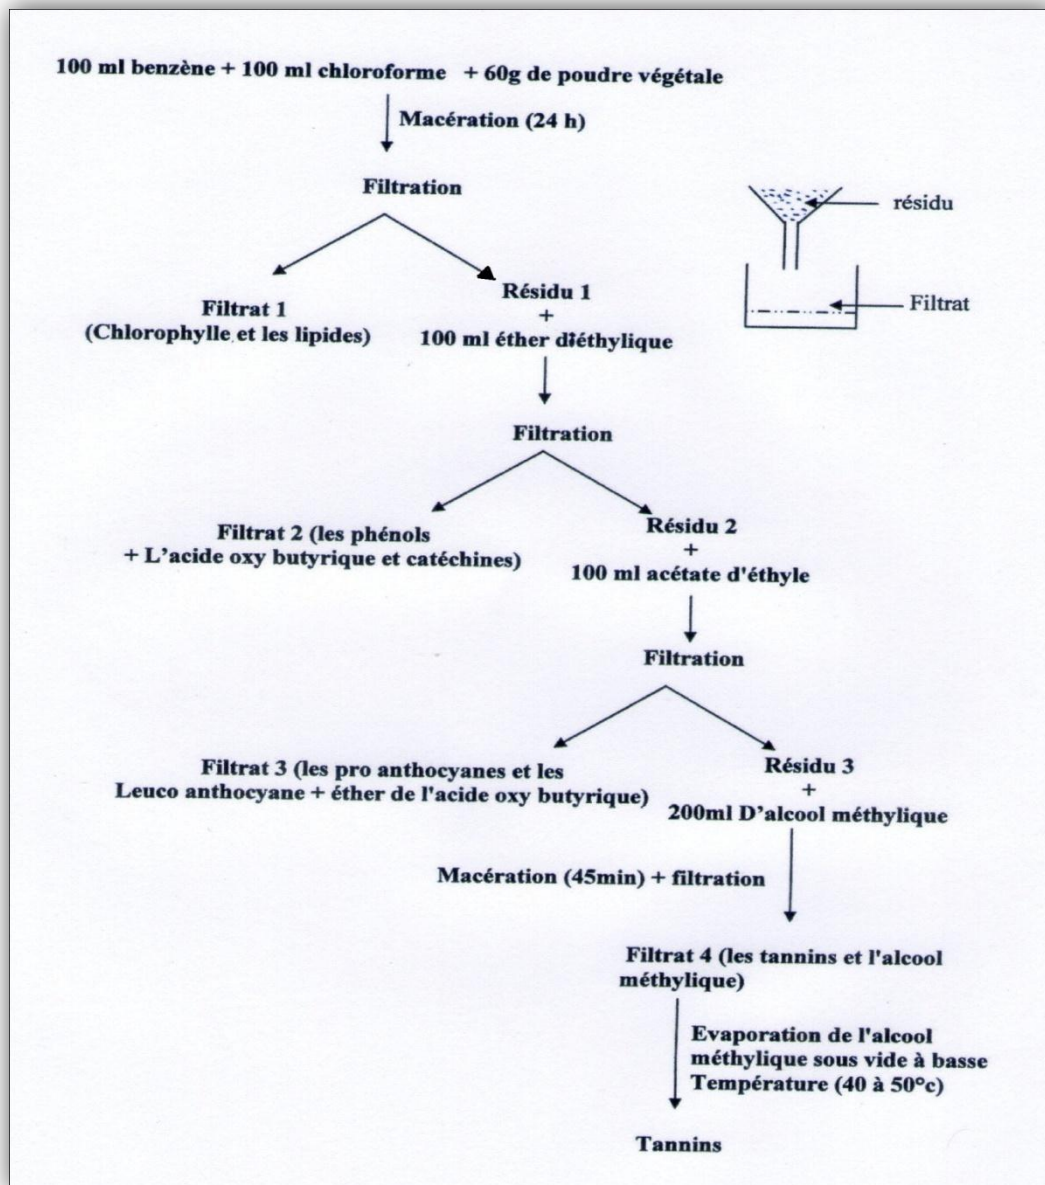 100 ml benzène + 100 ml chloroforme + 60g de poudre végétale
Macération (24 h)
Filtration
résidu
Filtrat
Filtrat 1
(Chlorophylle et les lipides)
Résidu 1
+
100 ml éther diéthylique
Filtration
Filtrat 2 (les phénols
+ L'acide oxy butyrique et catéchines)
Résidu 2
+
100 ml acétate d'éthyle
Filtration
Filtrat 3 (les pro anthocyanes et les
Leuco anthocyane + éther de l'acide oxy butyrique)
Résidu 3
+
200ml D'alcool méthylique
Macération (45min) + filtration
Filtrat 4 (les tannins et l'alcool
méthylique)
Evaporation de l'alcool
méthylique sous vide à basse
Température (40 à 50°c)
Tannins